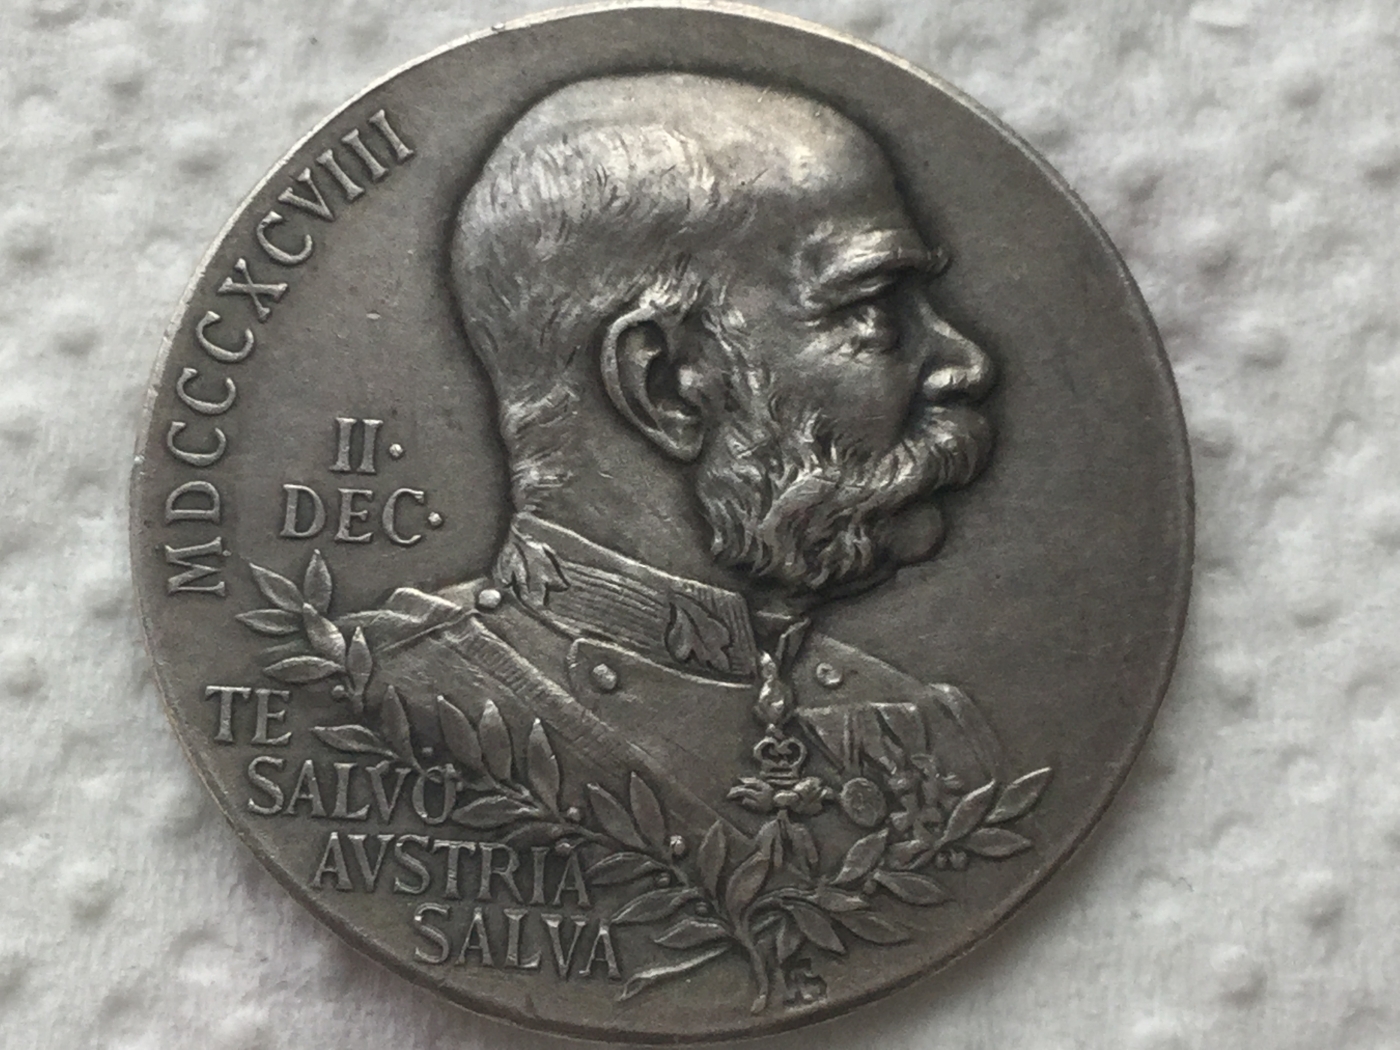 MDCCCXCVIII
II·
DEC·
TE
SALVO
AVSTRIA
SALVA